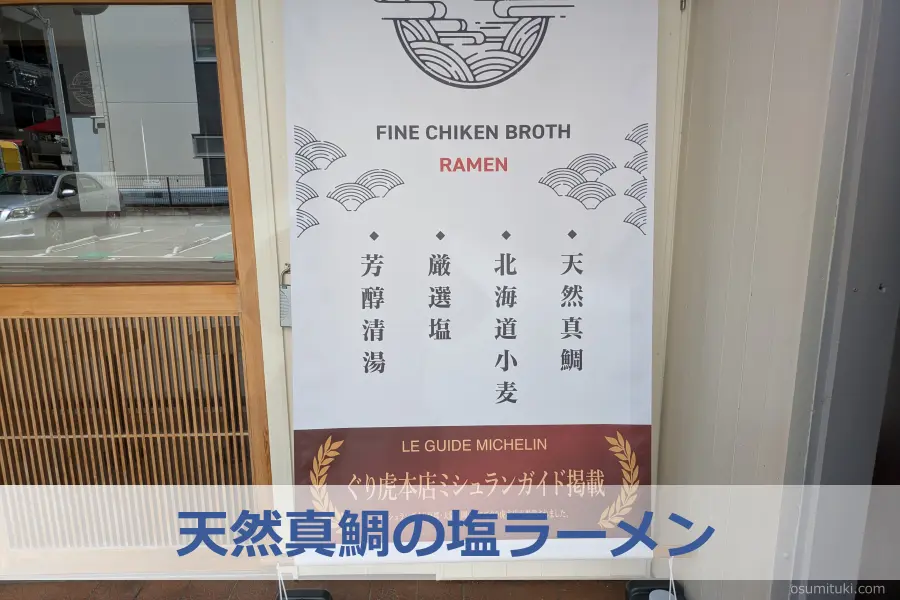 FINE CHIKEN BROTH
RAMEN
天然真鯛
北海道小麦
厳選塩
芳醇清湯
LE GUIDE MICHELIN
ぐり虎本店ミシュランガイド掲載
天然真鯛の塩ラーメン
osumituki.com